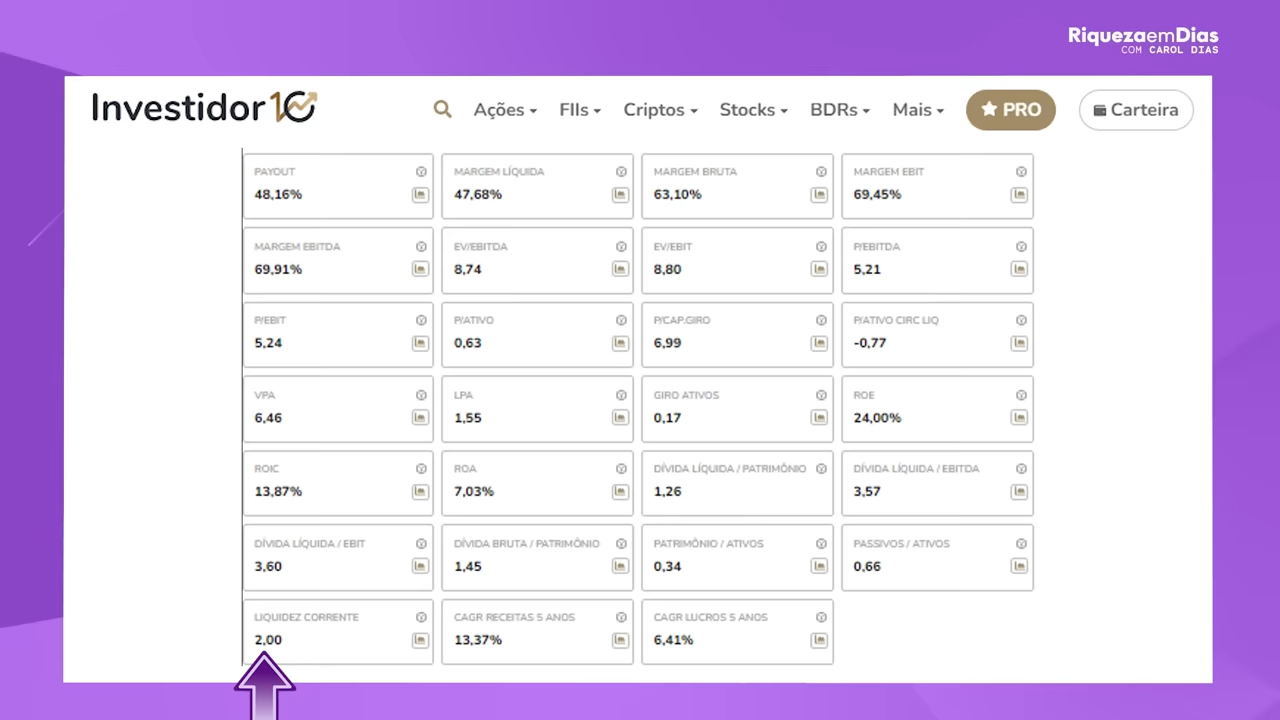 RiquezaemDias
COM CAROL DIAS
Investidor10
Ações
FIIs
Criptos
Stocks
BDRs
Mais
PRO
Carteira
PAYOUT
48,16%
MARGEM LÍQUIDA
47,68%
MARGEM BRUTA
63,10%
MARGEM EBIT
69,45%
MARGEM EBITDA
69,91%
EV/EBITDA
8,74
EV/EBIT
8,80
P/EBITDA
5,21
P/EBIT
5,24
P/ATIVO
0,63
P/CAP.GIRO
6,99
P/ATIVO CIRC LIQ
-0,77
VPA
6,46
LPA
1,55
GIRO ATIVOS
0,17
ROE
24,00%
ROIC
13,87%
ROA
7,03%
DÍVIDA LÍQUIDA / PATRIMÔNIO
1,26
DÍVIDA LÍQUIDA / EBITDA
3,57
DÍVIDA LÍQUIDA / EBIT
3,60
DÍVIDA BRUTA / PATRIMÔNIO
1,45
PATRIMÔNIO / ATIVOS
0,34
PASSIVOS / ATIVOS
0,66
LIQUIDEZ CORRENTE
2,00
CAGR RECEITAS 5 ANOS
13,37%
CAGR LUCROS 5 ANOS
6,41%